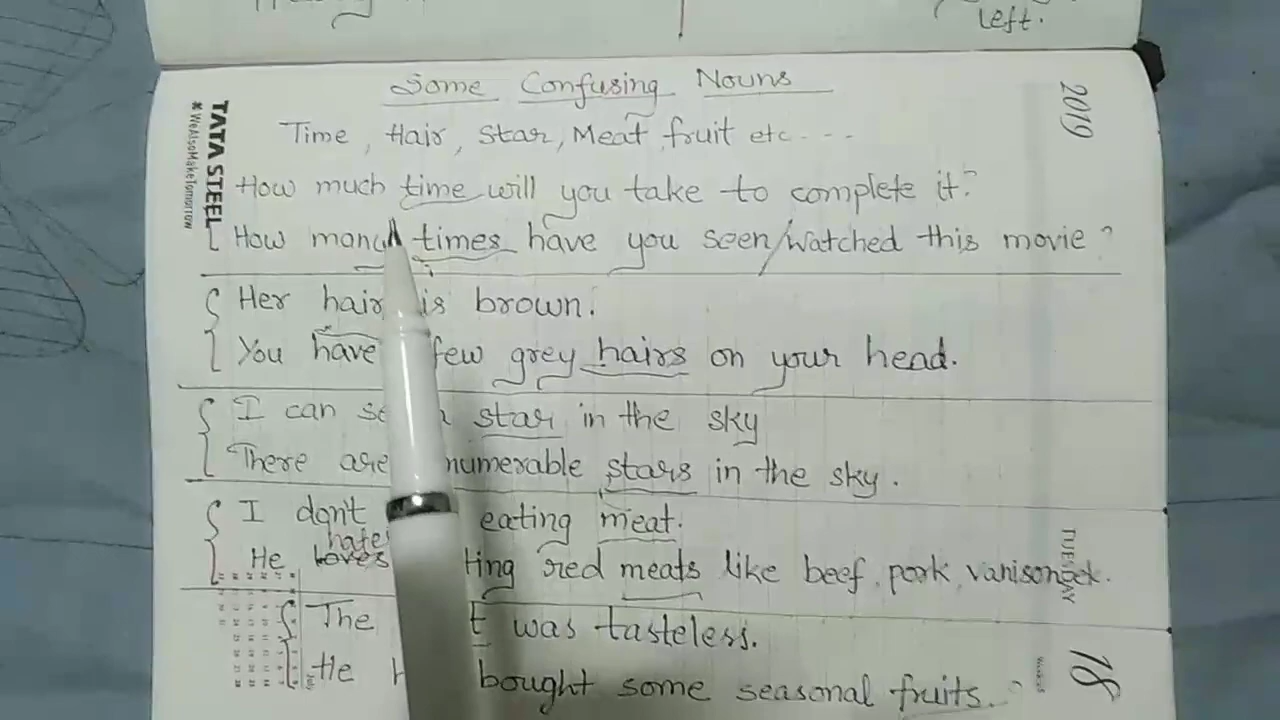 left.
Some Confusing Nouns
Time, Hair, Star, Meat, fruit etc----
How much time will you take to complete it?
How many times have you seen/watched this movie?
Her hair is brown.
You have few grey hairs on your head.
I can star in the sky
There are numerable stars in the sky.
I don't eating meat.
hates
He loves ting red meats like beef, pork, vanison etc.
The t was tasteless.
He bought some seasonal fruits.
TATA STEEL
#WeAlsoMakeTomorrow
2019
TUESDAY
18